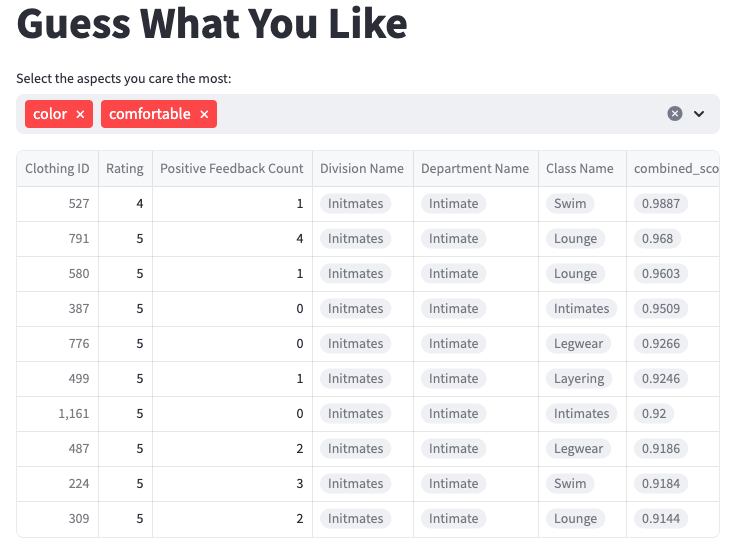 Guess What You Like
Select the aspects you care the most:
color × comfortable ×
Clothing ID Rating Positive Feedback Count Division Name Department Name Class Name combined_sco
527 4 1 Initmates Intimate Swim 0.9887
791 5 4 Initmates Intimate Lounge 0.968
580 5 1 Initmates Intimate Lounge 0.9603
387 5 0 Initmates Intimate Intimates 0.9509
776 5 0 Initmates Intimate Legwear 0.9266
499 5 1 Initmates Intimate Layering 0.9246
1,161 5 0 Initmates Intimate Intimates 0.92
487 5 2 Initmates Intimate Legwear 0.9186
224 5 3 Initmates Intimate Swim 0.9184
309 5 2 Initmates Intimate Lounge 0.9144